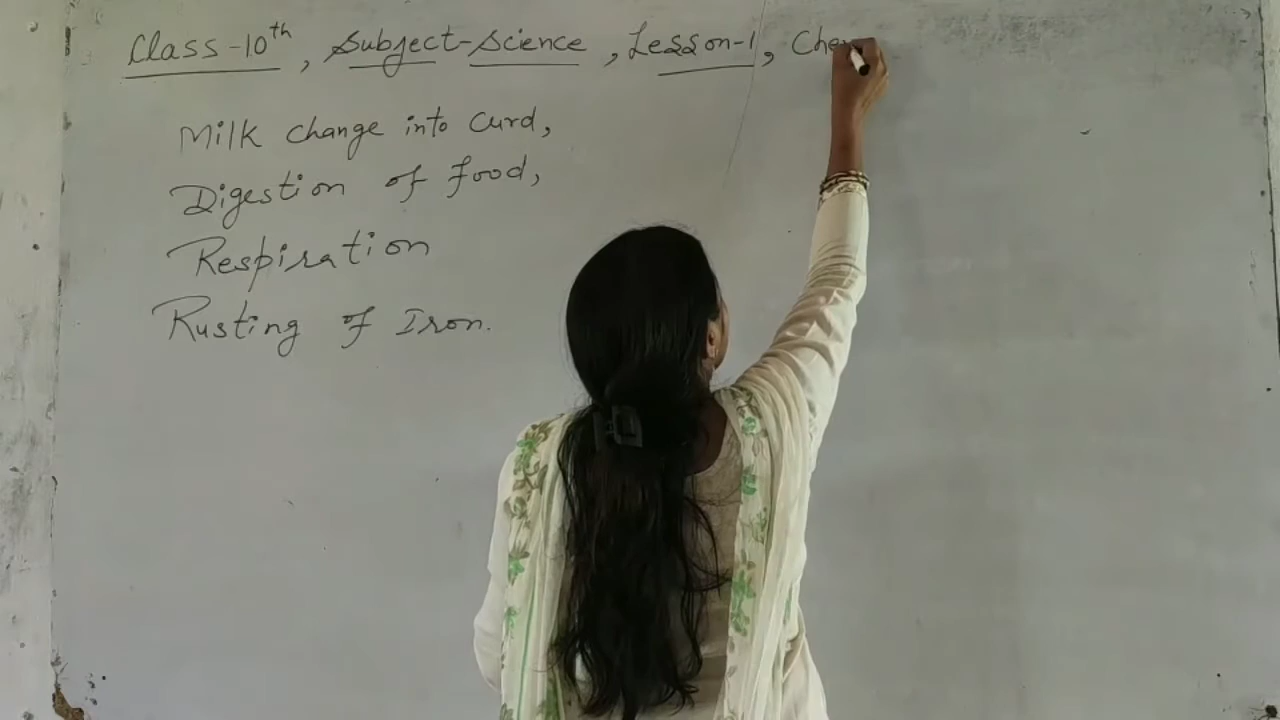 Class-10th, Subject-Science, Lesson-1, Che
Milk change into Curd,
Digestion of food,
Respiration
Rusting of Iron.